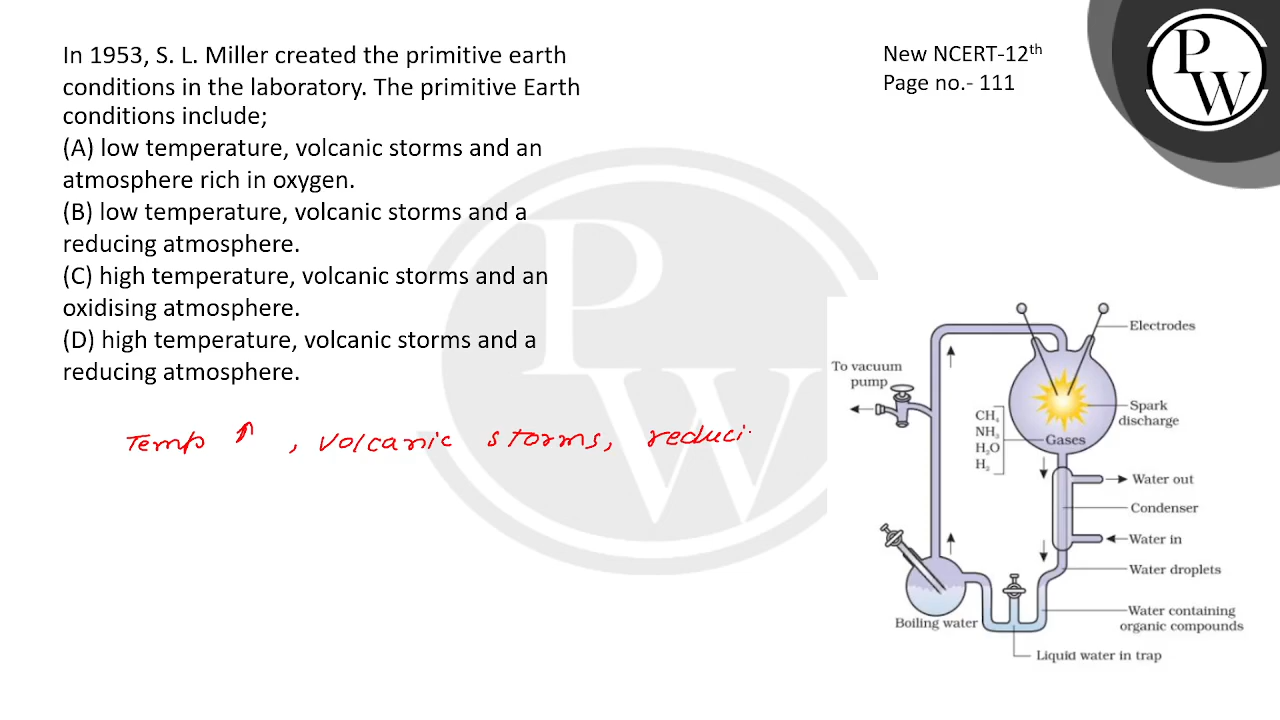 In 1953, S. L. Miller created the primitive earth
conditions in the laboratory. The primitive Earth
conditions include;
(A) low temperature, volcanic storms and an
atmosphere rich in oxygen.
(B) low temperature, volcanic storms and a
reducing atmosphere.
(C) high temperature, volcanic storms and an
oxidising atmosphere.
(D) high temperature, volcanic storms and a
reducing atmosphere.
Temp ↑, volcanic storms, reduci
New NCERT-12th
Page no.- 111
PW
PW
Electrodes
To vacuum
pump
Spark
discharge
CH₄
NH₃
H₂O
H₂
Gases
Water out
Condenser
Water in
Water droplets
Water containing
organic compounds
Boiling water
Liquid water in trap